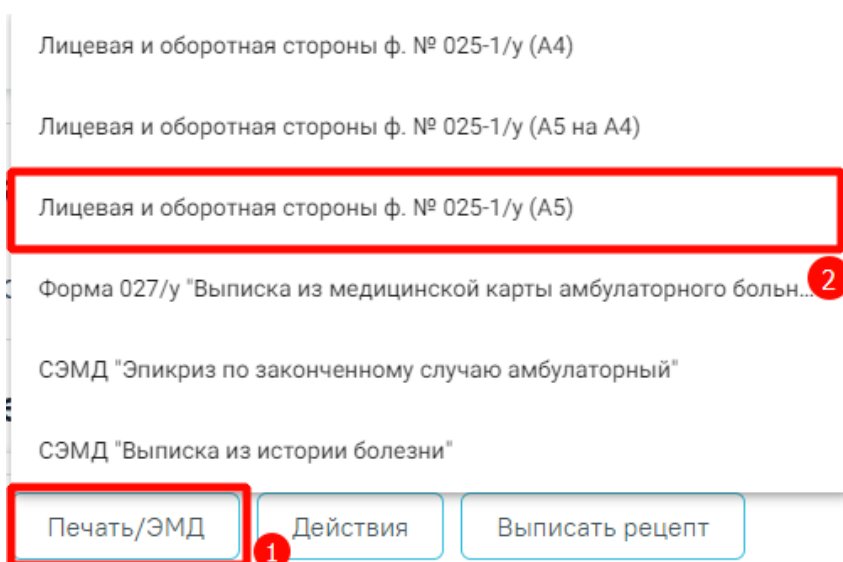 Лицевая и оборотная стороны ф. № 025-1/у (А4)
Лицевая и оборотная стороны ф. № 025-1/у (А5 на А4)
Лицевая и оборотная стороны ф. № 025-1/у (А5)
Форма 027/у "Выписка из медицинской карты амбулаторного больн...
2
СЭМД "Эпикриз по законченному случаю амбулаторный"
СЭМД "Выписка из истории болезни"
Печать/ЭМД Действия Выписать рецепт
1